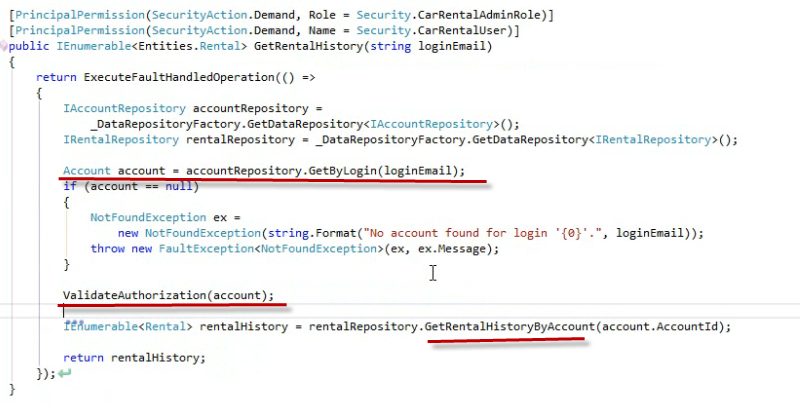 [PrincipalPermission(SecurityAction.Demand, Role = Security.CarRentalAdminRole)]
[PrincipalPermission(SecurityAction.Demand, Name = Security.CarRentalUser)]
public IEnumerable<Entities.Rental> GetRentalHistory(string loginEmail)
{
return ExecuteFaultHandledOperation(() =>
{
IAccountRepository accountRepository =
_DataRepositoryFactory.GetDataRepository<IAccountRepository>();
IRentalRepository rentalRepository = _DataRepositoryFactory.GetDataRepository<IRentalRepository>();
Account account = accountRepository.GetByLogin(loginEmail);
if (account == null)
{
NotFoundException ex =
new NotFoundException(string.Format("No account found for login '{0}'.", loginEmail));
throw new FaultException<NotFoundException>(ex, ex.Message);
}
ValidateAuthorization(account);
IEnumerable<Rental> rentalHistory = rentalRepository.GetRentalHistoryByAccount(account.AccountId);
return rentalHistory;
});
}